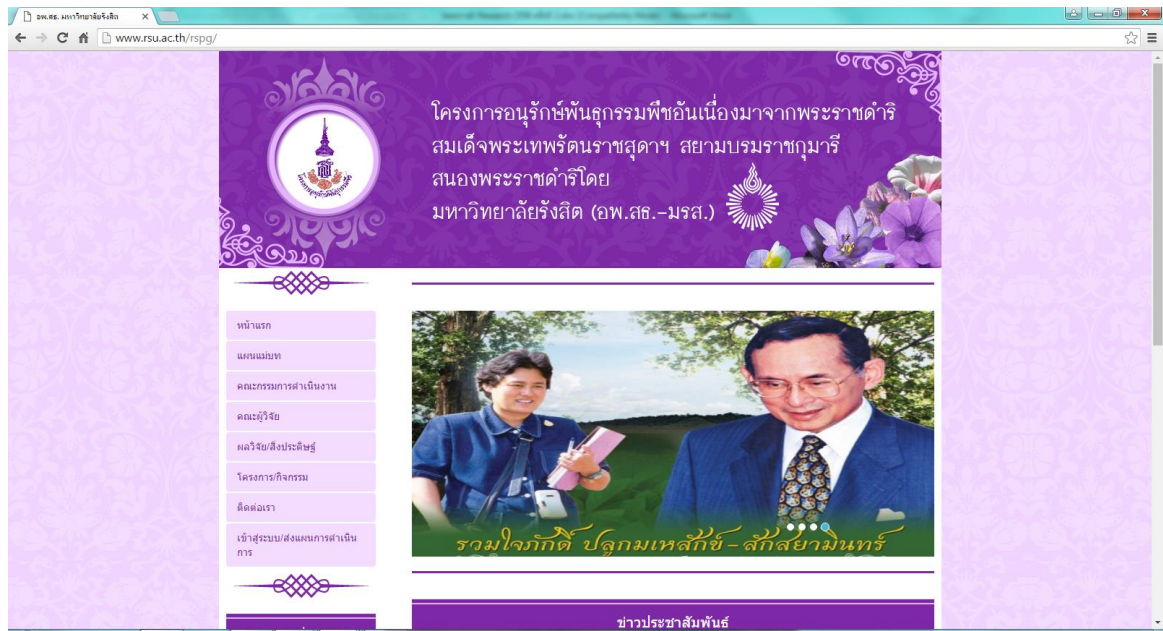 อพ.สธ. มหาวิทยาลัยรังสิต
www.rsu.ac.th/rspg/
โครงการอนุรักษ์พันธุกรรมพืชอันเนื่องมาจากพระราชดำริ
สมเด็จพระเทพรัตนราชสุดาฯ สยามบรมราชกุมารี
สนองพระราชดำริโดย
มหาวิทยาลัยรังสิต (อพ.สธ.-มรส.)
หน้าแรก
แผนแม่บท
คณะกรรมการดำเนินงาน
คณะผู้วิจัย
ผลวิจัย/สิ่งประดิษฐ์
โครงการ/กิจกรรม
ติดต่อเรา
เข้าสู่ระบบ/ส่งแผนการดำเนิน
การ
รวมใจภักดิ์ ปลูกมเหสักข์-สักสยามินทร์
ข่าวประชาสัมพันธ์